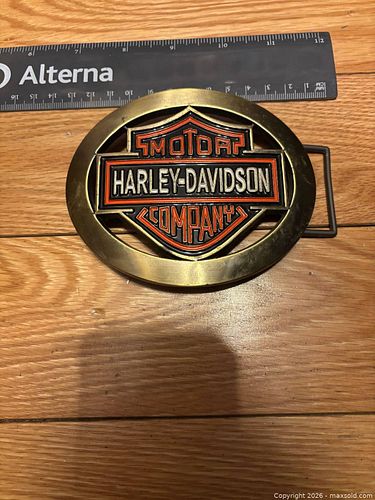 Alterna
MOTOR
HARLEY-DAVIDSON
COMPANY
Copyright 2026 - maxsold.com